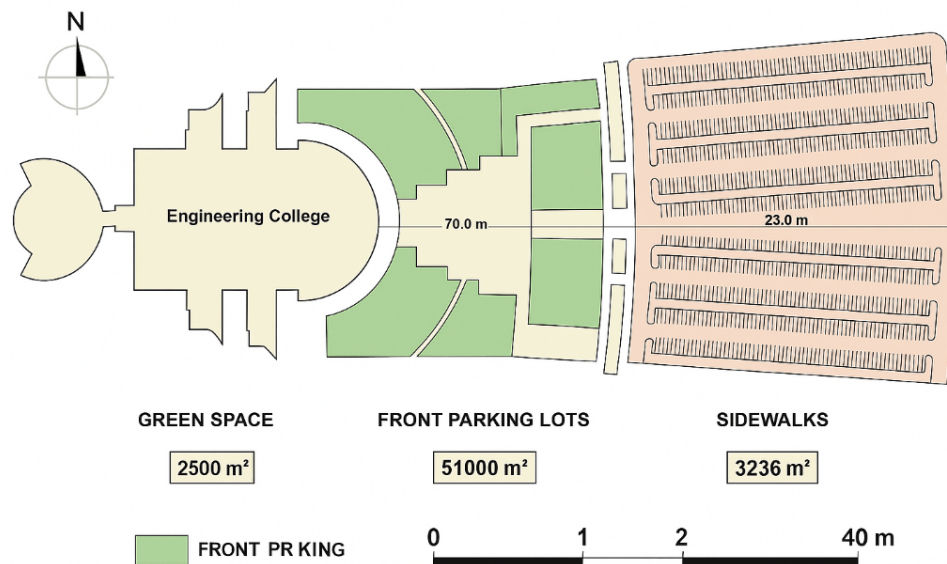 N
Engineering College
70.0 m
23.0 m
GREEN SPACE
FRONT PARKING LOTS
SIDEWALKS
2500 m²
51000 m²
3236 m²
FRONT PR KING
0 1 2 40 m